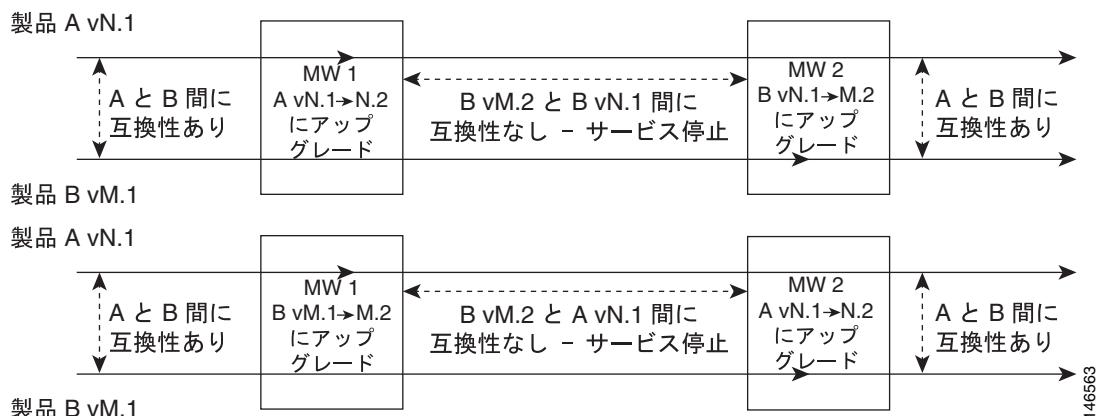 製品 A vN.1
A と B 間に
互換性あり
MW 1
A vN.1→N.2
にアップ
グレード
B vM.2 と B vN.1 間に
互換性なし − サービス停止
MW 2
B vN.1→M.2
にアップ
グレード
A と B 間に
互換性あり
製品 B vM.1
製品 A vN.1
A と B 間に
互換性あり
MW 1
B vM.1→M.2
にアップ
グレード
B vM.2 と A vN.1 間に
互換性なし − サービス停止
MW 2
A vN.1→N.2
にアップ
グレード
A と B 間に
互換性あり
製品 B vM.1
146563